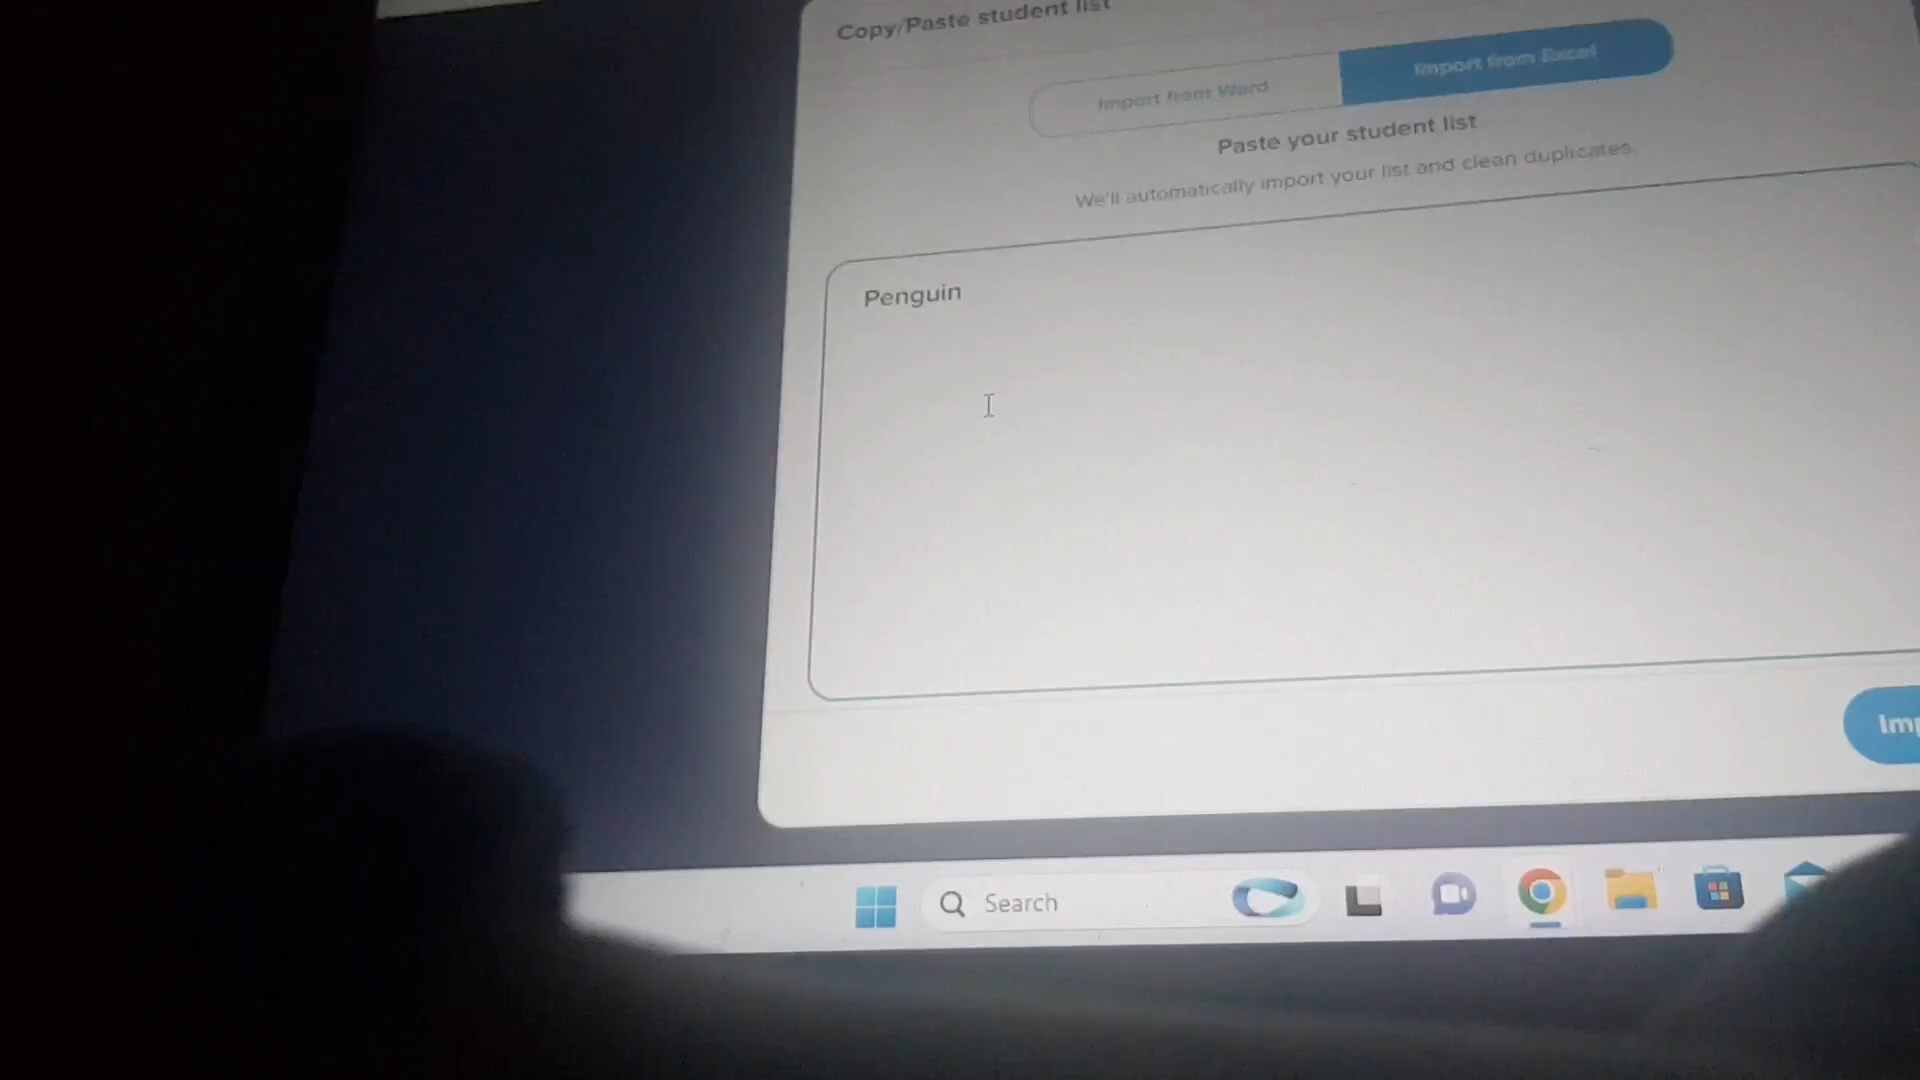 Copy/Paste student list
Import from Word
Import from Excel
Paste your student list
We'll automatically import your list and clean duplicates.
Penguin
Imp
Search